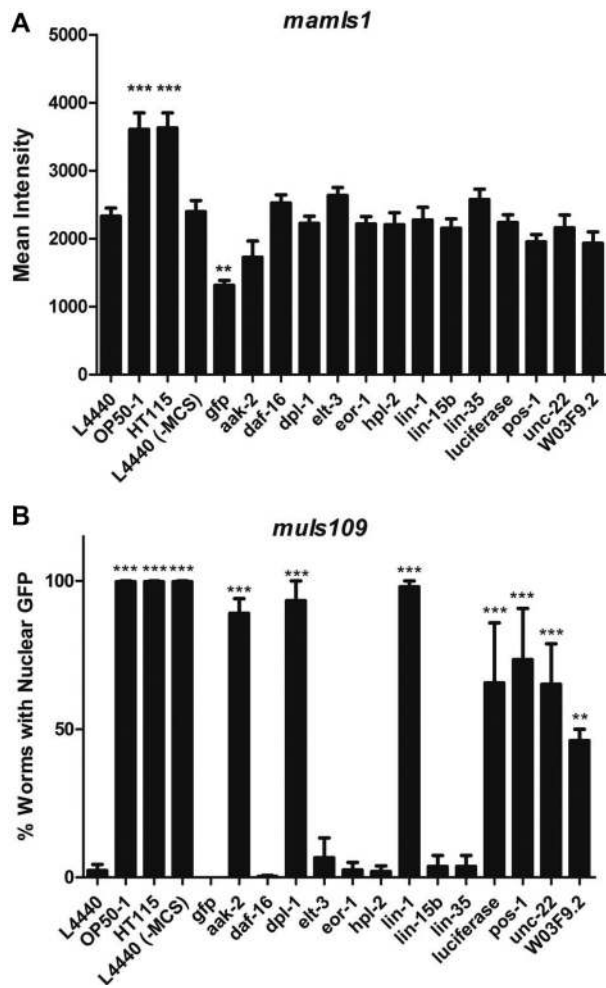 A
mamIs1
5000
4000
3000
2000
1000
0
Mean Intensity
*** ***
**
L4440
OP50-1
HT115
L4440 (-MCS)
gfp
aak-2
daf-16
dpl-1
elt-3
eor-1
hpl-2
lin-1
lin-15b
lin-35
luciferase
pos-1
unc-22
W03F9.2
B
muIs109
100
50
0
% Worms with Nuclear GFP
*** *** *** *** *** *** *** *** *** **
L4440
OP50-1
HT115
L4440 (-MCS)
gfp
aak-2
daf-16
dpl-1
elt-3
eor-1
hpl-2
lin-1
lin-15b
lin-35
luciferase
pos-1
unc-22
W03F9.2